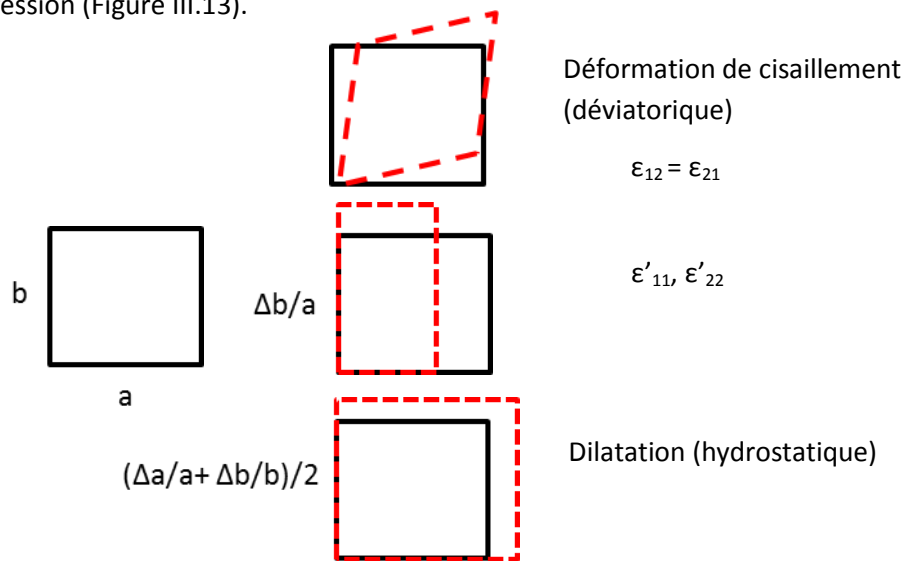 ession (Figure III.13).
Déformation de cisaillement
(déviatorique)
ε₁₂ = ε₂₁
b
Δb/a
ε’₁₁, ε’₂₂
a
(Δa/a+ Δb/b)/2
Dilatation (hydrostatique)